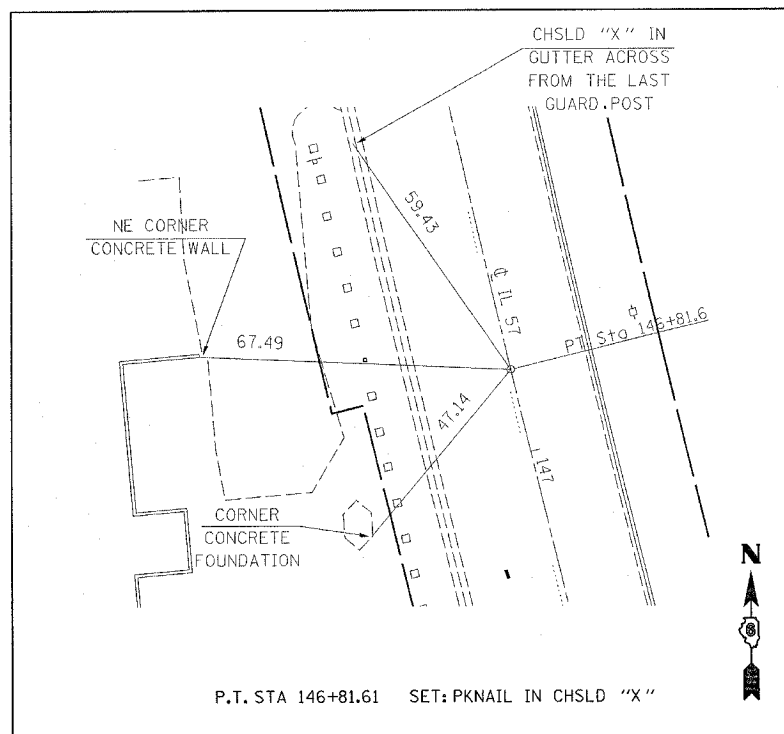 CHSLD "X" IN
GUTTER ACROSS
FROM THE LAST
GUARD.POST
59.43
NE CORNER
CONCRETE WALL
℄ IL 57
PT Sta 146+81.6
67.49
47.14
147
CORNER
CONCRETE
FOUNDATION
N
6
P.T. STA 146+81.61 SET: PKNAIL IN CHSLD "X"